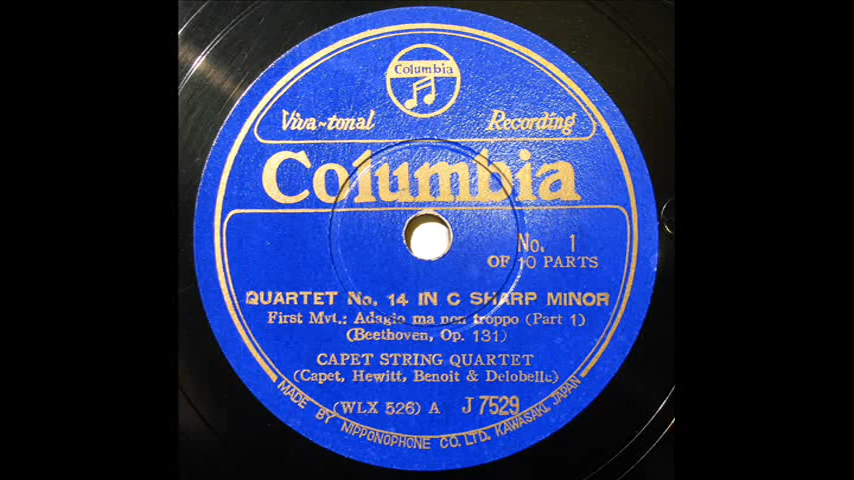 Columbia
Viva-tonal Recording
Columbia
No. 1
OF 10 PARTS
QUARTET No. 14 IN C SHARP MINOR
First Mvt.: Adagio ma non troppo (Part 1)
(Beethoven, Op. 131)
CAPET STRING QUARTET
(Capet, Hewitt, Benoit & Delobelle)
(WLX 526) A J 7529
MADE BY NIPPONOPHONE CO. LTD. KAWASAKI, JAPAN